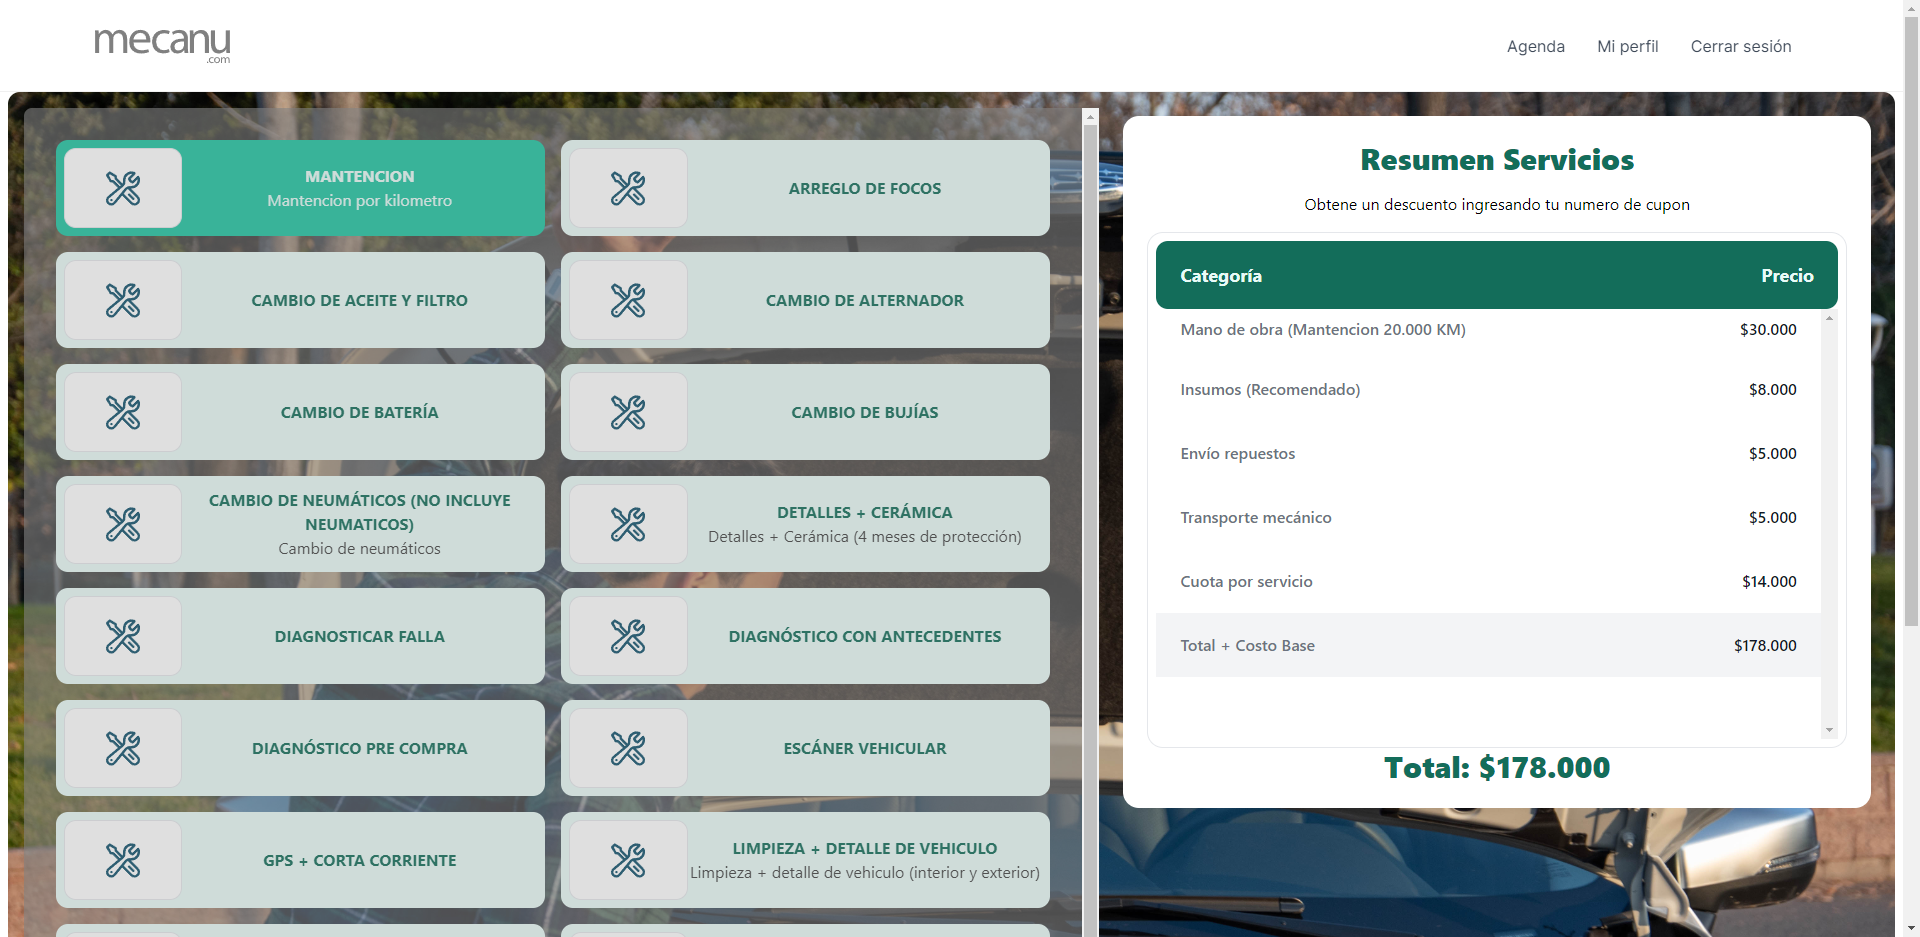 mecanu
.com
Agenda
Mi perfil
Cerrar sesión
MANTENCION
Mantencion por kilometro
ARREGLO DE FOCOS
CAMBIO DE ACEITE Y FILTRO
CAMBIO DE ALTERNADOR
CAMBIO DE BATERÍA
CAMBIO DE BUJÍAS
CAMBIO DE NEUMÁTICOS (NO INCLUYE
NEUMATICOS)
Cambio de neumáticos
DETALLES + CERÁMICA
Detalles + Cerámica (4 meses de protección)
DIAGNOSTICAR FALLA
DIAGNÓSTICO CON ANTECEDENTES
DIAGNÓSTICO PRE COMPRA
ESCÁNER VEHICULAR
GPS + CORTA CORRIENTE
LIMPIEZA + DETALLE DE VEHICULO
Limpieza + detalle de vehiculo (interior y exterior)
Resumen Servicios
Obtene un descuento ingresando tu numero de cupon
Categoría Precio
Mano de obra (Mantencion 20.000 KM) $30.000
Insumos (Recomendado) $8.000
Envío repuestos $5.000
Transporte mecánico $5.000
Cuota por servicio $14.000
Total + Costo Base $178.000
Total: $178.000